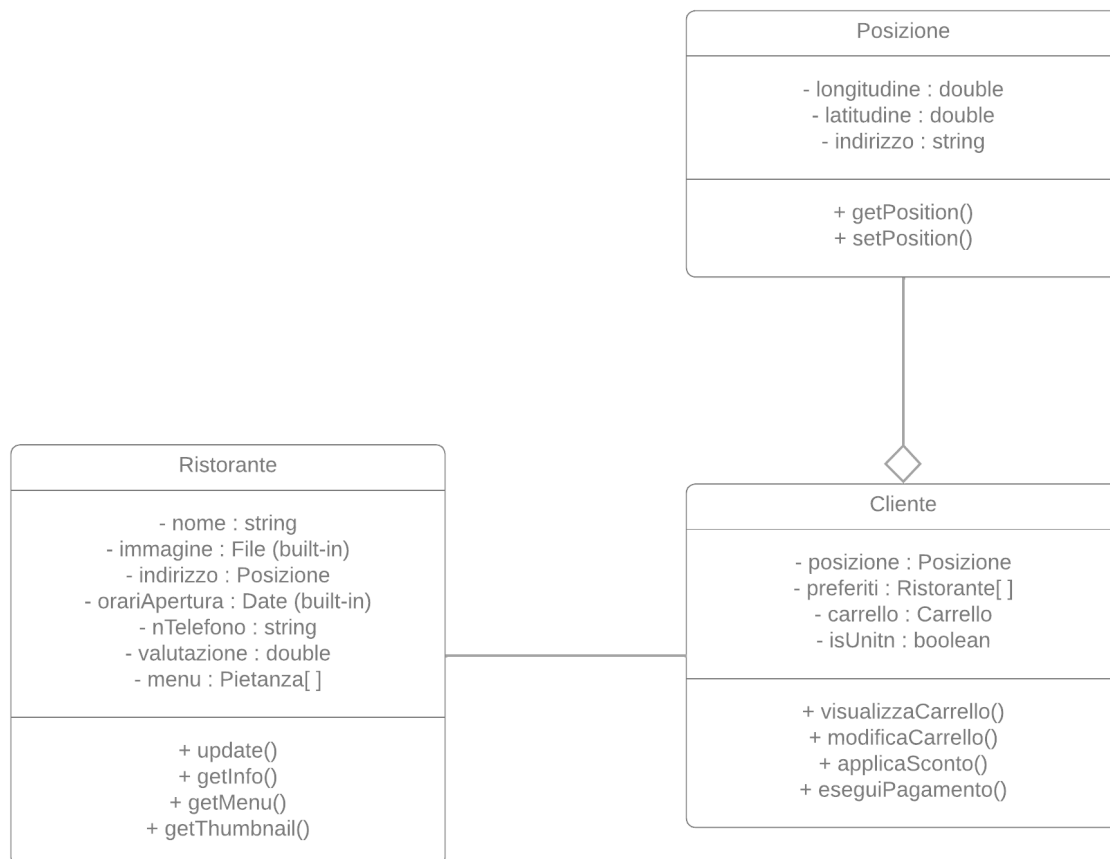 Posizione
- longitudine : double
- latitudine : double
- indirizzo : string
+ getPosition()
+ setPosition()
Ristorante
- nome : string
- immagine : File (built-in)
- indirizzo : Posizione
- orariApertura : Date (built-in)
- nTelefono : string
- valutazione : double
- menu : Pietanza[ ]
+ update()
+ getInfo()
+ getMenu()
+ getThumbnail()
Cliente
- posizione : Posizione
- preferiti : Ristorante[ ]
- carrello : Carrello
- isUnitn : boolean
+ visualizzaCarrello()
+ modificaCarrello()
+ applicaSconto()
+ eseguiPagamento()